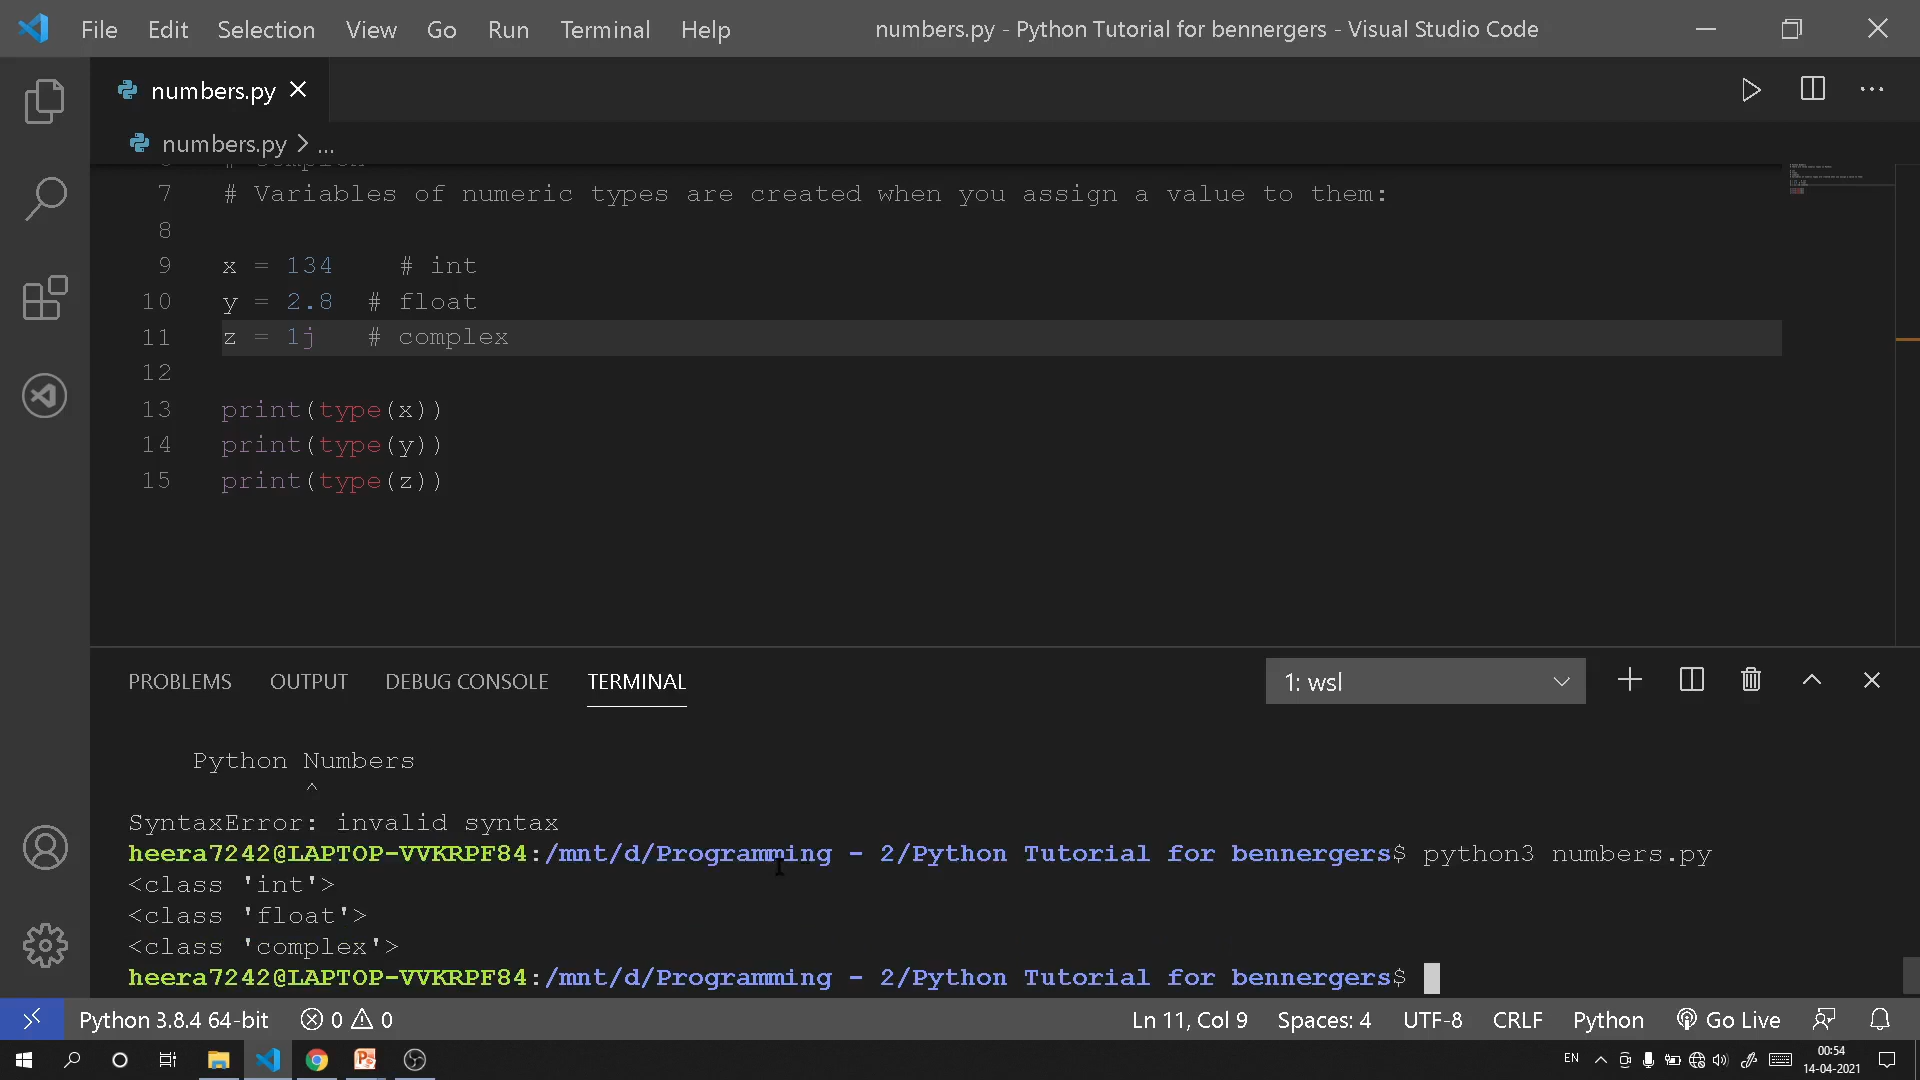 File Edit Selection View Go Run Terminal Help numbers.py - Python Tutorial for bennergers - Visual Studio Code
numbers.py
numbers.py > ...
7 # Variables of numeric types are created when you assign a value to them:
8
9 x = 134 # int
10 y = 2.8 # float
11 z = 1j # complex
12
13 print(type(x))
14 print(type(y))
15 print(type(z))
PROBLEMS OUTPUT DEBUG CONSOLE TERMINAL 1: wsl
Python Numbers
^
SyntaxError: invalid syntax
heera7242@LAPTOP-VVKRPF84:/mnt/d/Programming - 2/Python Tutorial for bennergers$ python3 numbers.py
<class 'int'>
<class 'float'>
<class 'complex'>
heera7242@LAPTOP-VVKRPF84:/mnt/d/Programming - 2/Python Tutorial for bennergers$
Python 3.8.4 64-bit 0 0 Ln 11, Col 9 Spaces: 4 UTF-8 CRLF Python Go Live
EN 00:54
14-04-2021